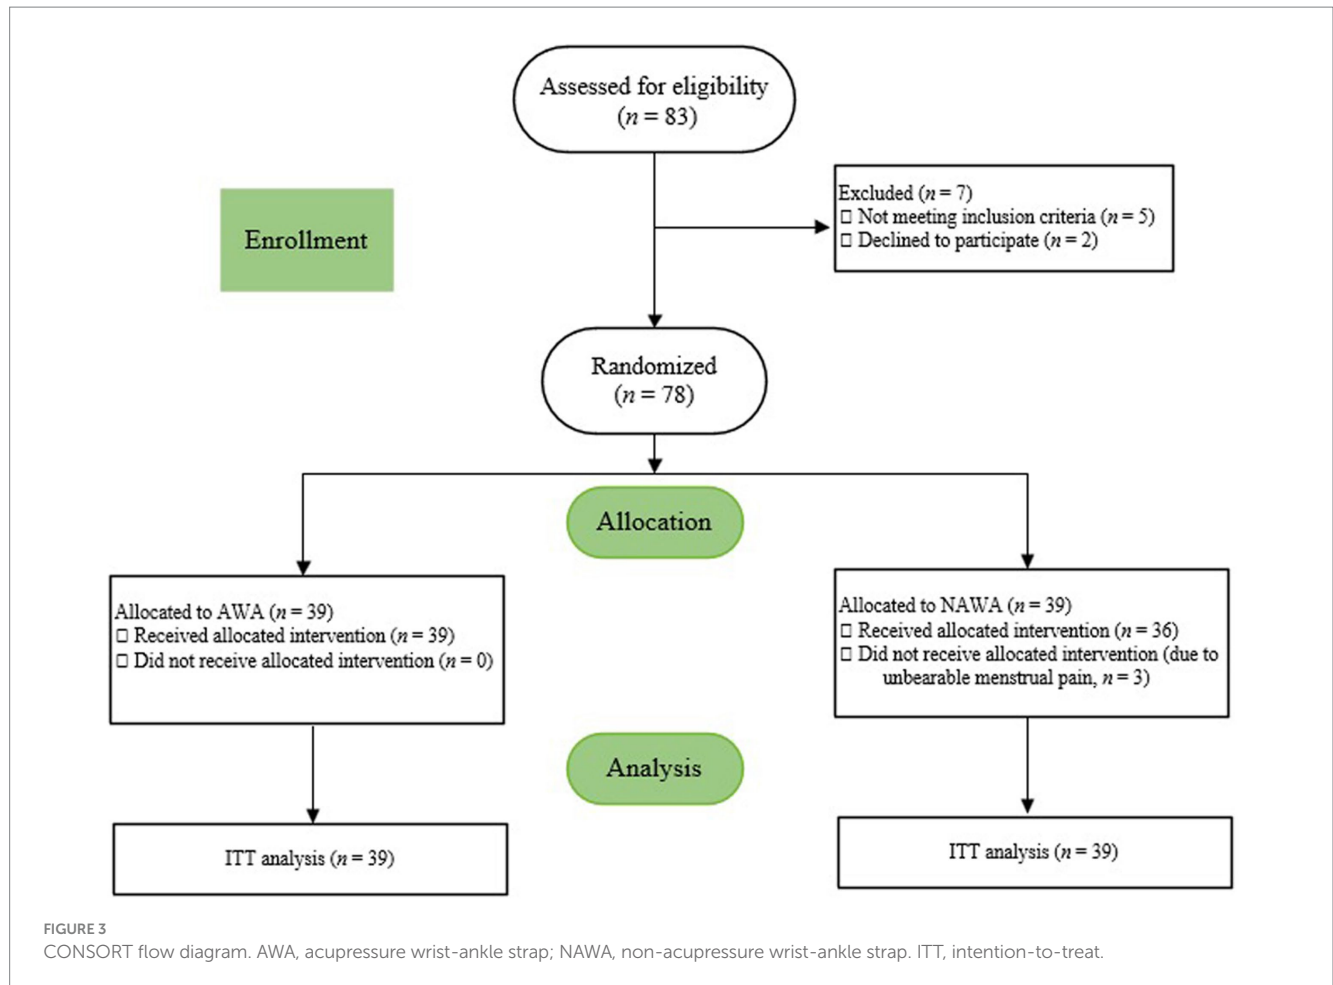 Assessed for eligibility
(n = 83)
Excluded (n = 7)
□ Not meeting inclusion criteria (n = 5)
□ Declined to participate (n = 2)
Enrollment
Randomized
(n = 78)
Allocation
Allocated to AWA (n = 39)
□ Received allocated intervention (n = 39)
□ Did not receive allocated intervention (n = 0)
Allocated to NAWA (n = 39)
□ Received allocated intervention (n = 36)
□ Did not receive allocated intervention (due to
unbearable menstrual pain, n = 3)
Analysis
ITT analysis (n = 39)
ITT analysis (n = 39)
FIGURE 3
CONSORT flow diagram. AWA, acupressure wrist-ankle strap; NAWA, non-acupressure wrist-ankle strap. ITT, intention-to-treat.